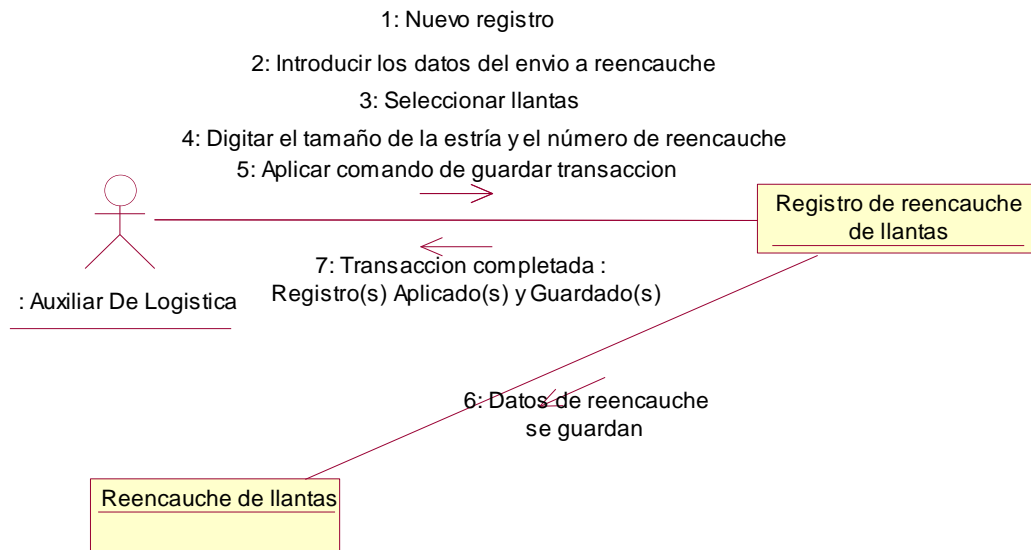 1: Nuevo registro
2: Introducir los datos del envio a reencauche
3: Seleccionar llantas
4: Digitar el tamaño de la estría y el número de reencauche
5: Aplicar comando de guardar transaccion
Registro de reencauche
de llantas
7: Transaccion completada :
Registro(s) Aplicado(s) y Guardado(s)
: Auxiliar De Logistica
6: Datos de reencauche
se guardan
Reencauche de llantas